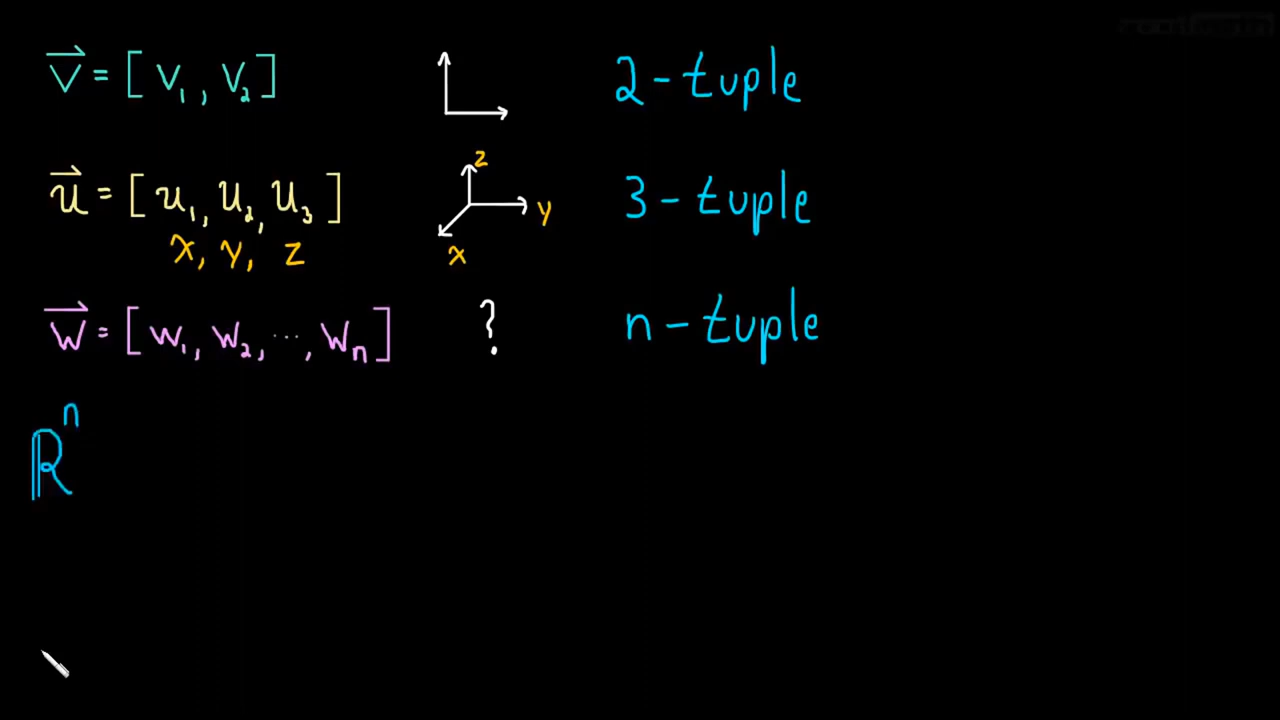 v⃗ = [ v₁, v₂ ] 2-tuple
u⃗ = [ u₁, u₂, u₃ ] z y x 3-tuple
x, y, z
w⃗ = [ w₁, w₂, ⋯, wₙ ] ? n-tuple
ℝⁿ